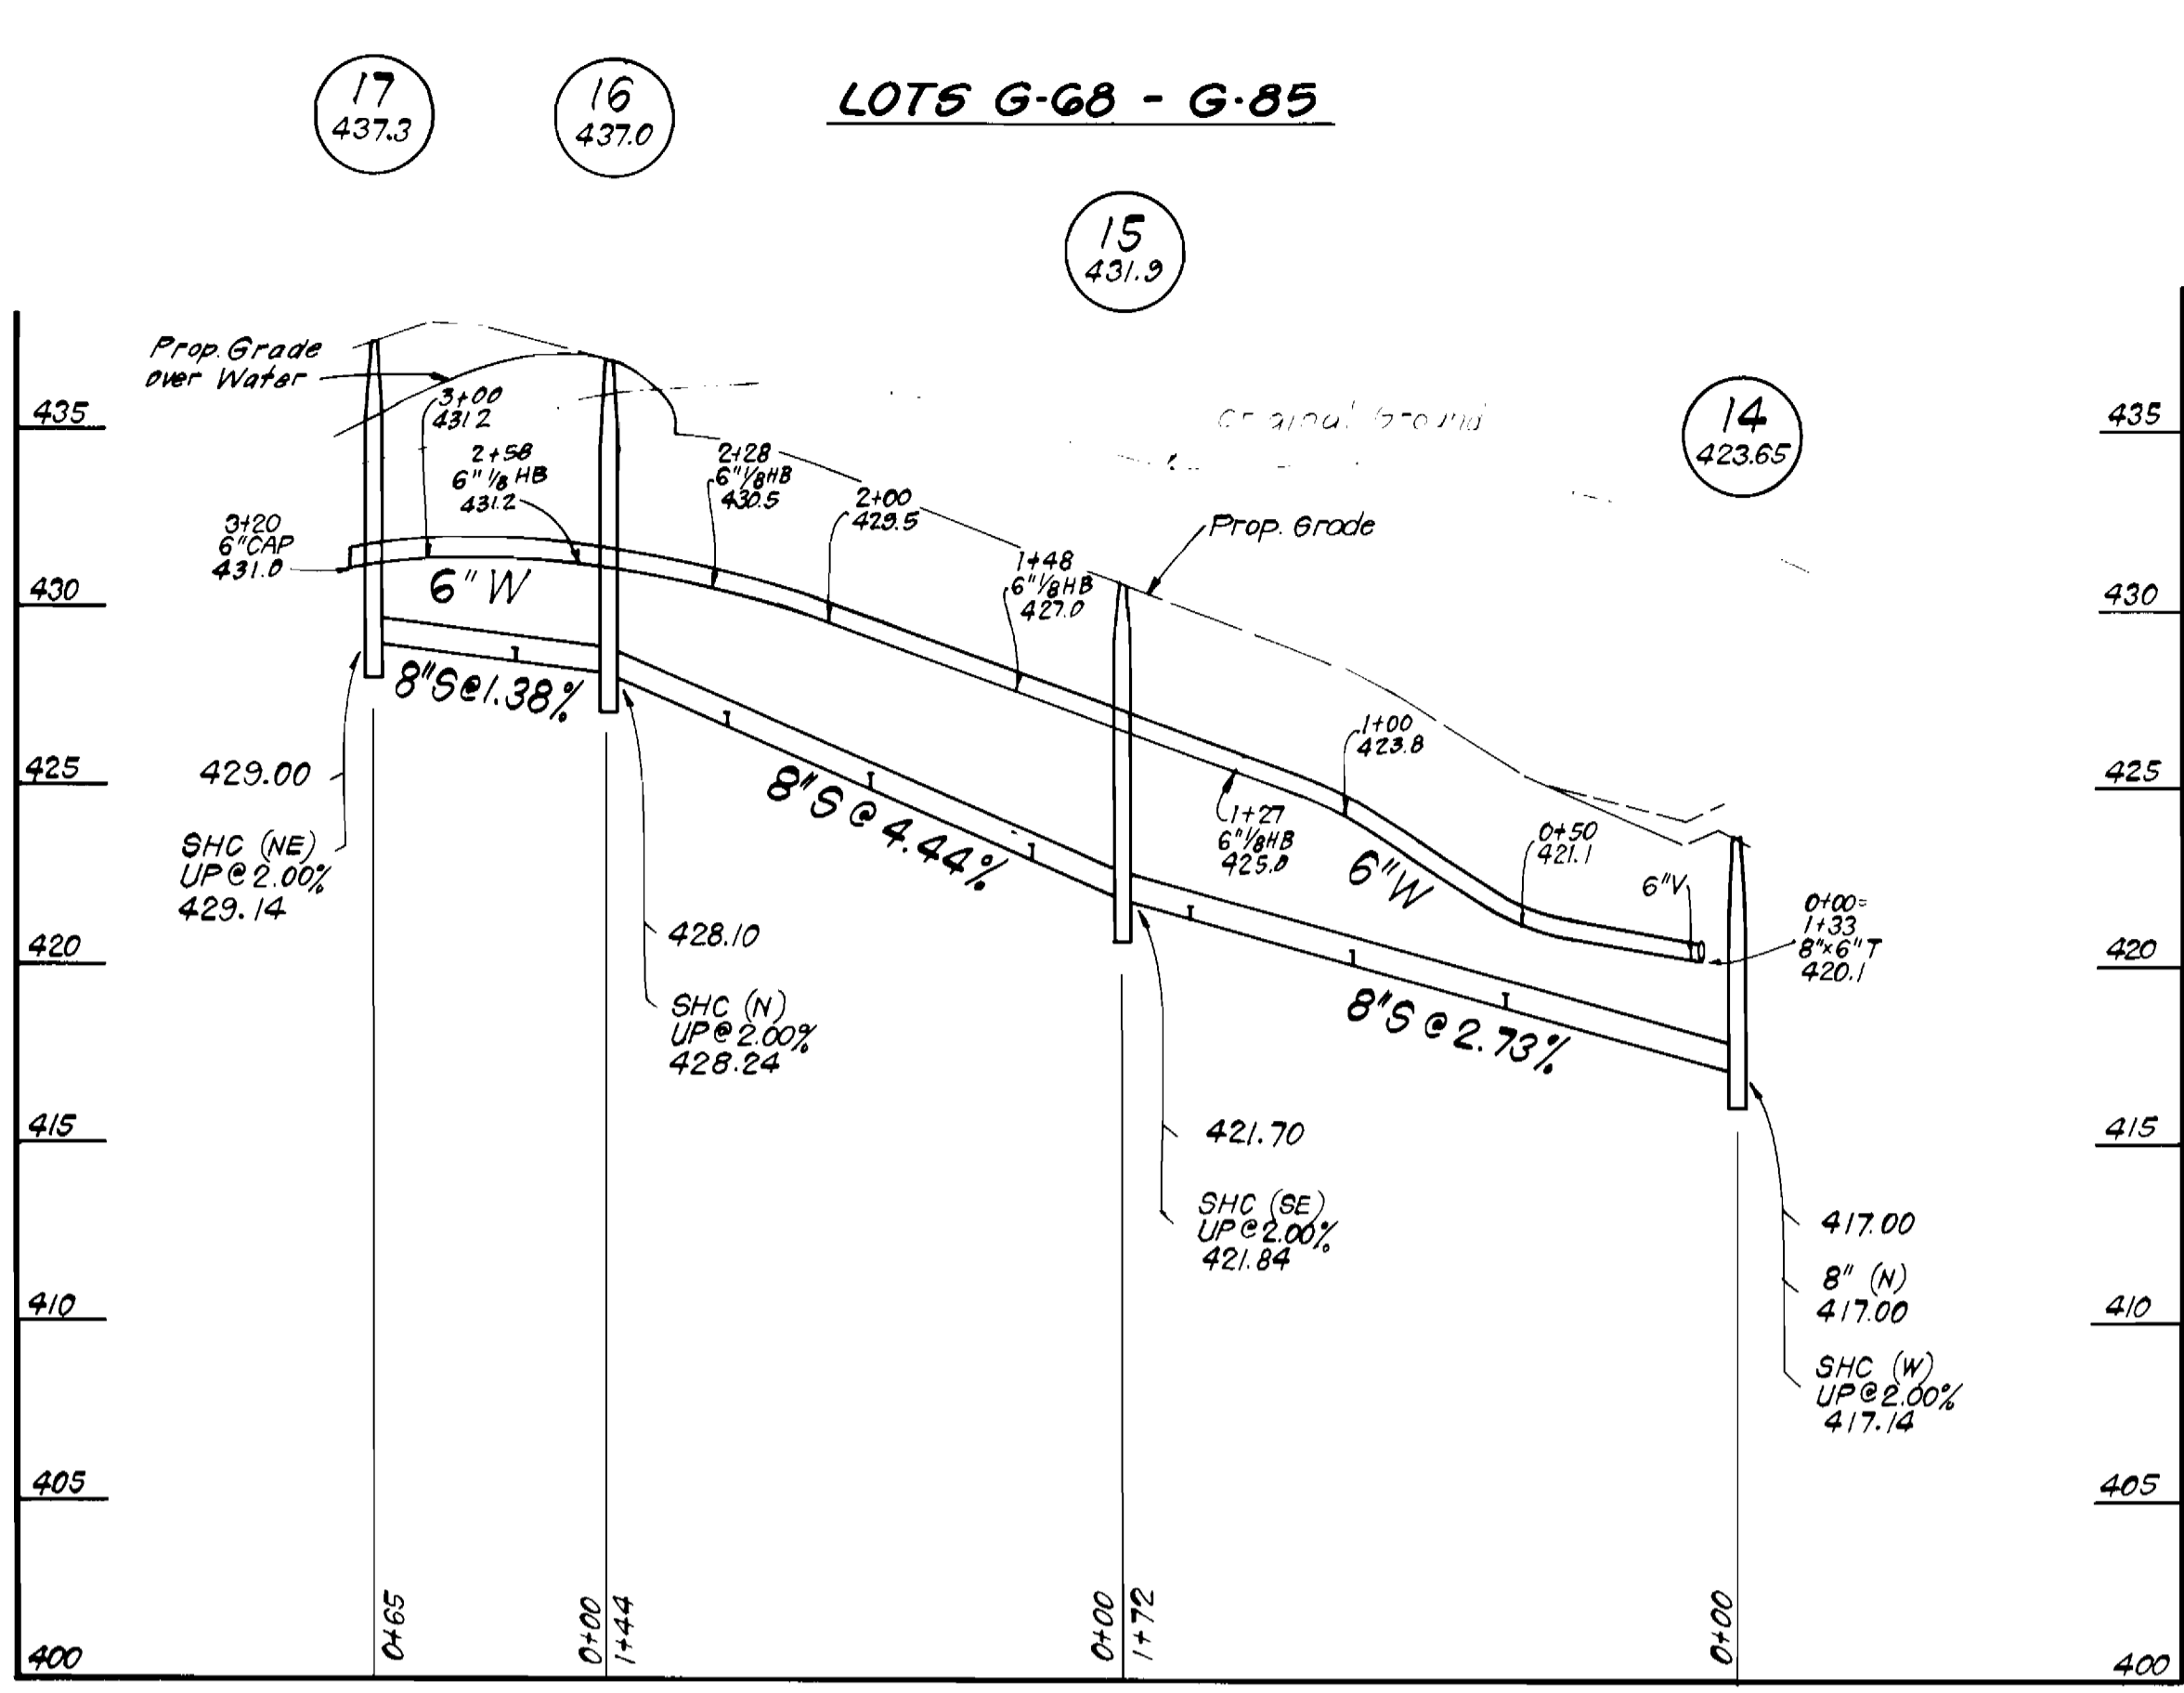 LOTS G-68 - G-85
17
437.3
16
437.0
15
431.9
14
423.65
Prop. Grade
over Water
3+00
431.2
2+58
6" 1/8 HB
431.2
3+20
6" CAP
431.0
6" W
2+28
6" 1/8 HB
430.5
2+00
429.5
1+48
6" 1/8 HB
427.0
Original Ground
Prop. Grade
1+00
423.8
1+27
6" 1/8 HB
425.0
6" W
0+50
421.1
6" V
0+00=
1+33
8"x6" T
420.1
8"S@1.38%
8"S@4.44%
8"S@2.73%
429.00
SHC (NE)
UP@2.00%
429.14
428.10
SHC (N)
UP@2.00%
428.24
421.70
SHC (SE)
UP@2.00%
421.84
417.00
8" (N)
417.00
SHC (W)
UP@2.00%
417.14
435
430
425
420
415
410
405
400
435
430
425
420
415
410
405
400
0+65
0+00
1+44
0+00
1+72
0+00